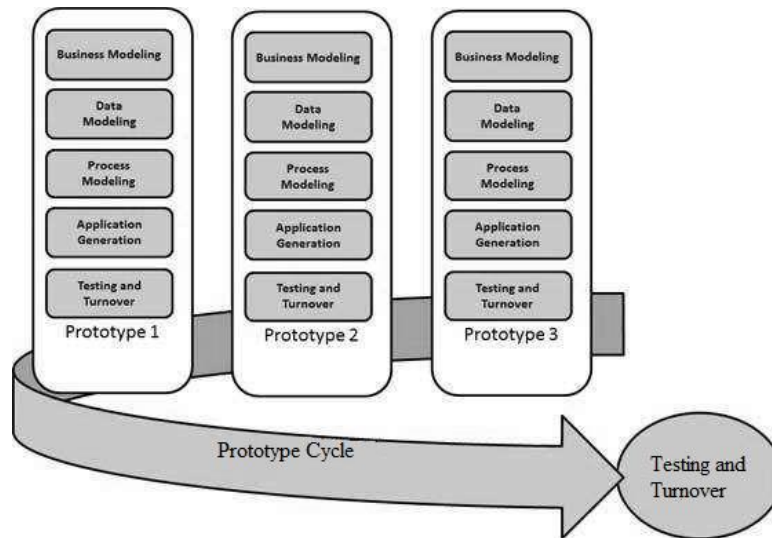 Business Modeling
Data
Modeling
Process
Modeling
Application
Generation
Testing and
Turnover
Prototype 1
Business Modeling
Data
Modeling
Process
Modeling
Application
Generation
Testing and
Turnover
Prototype 2
Business Modeling
Data
Modeling
Process
Modeling
Application
Generation
Testing and
Turnover
Prototype 3
Prototype Cycle
Testing and
Turnover